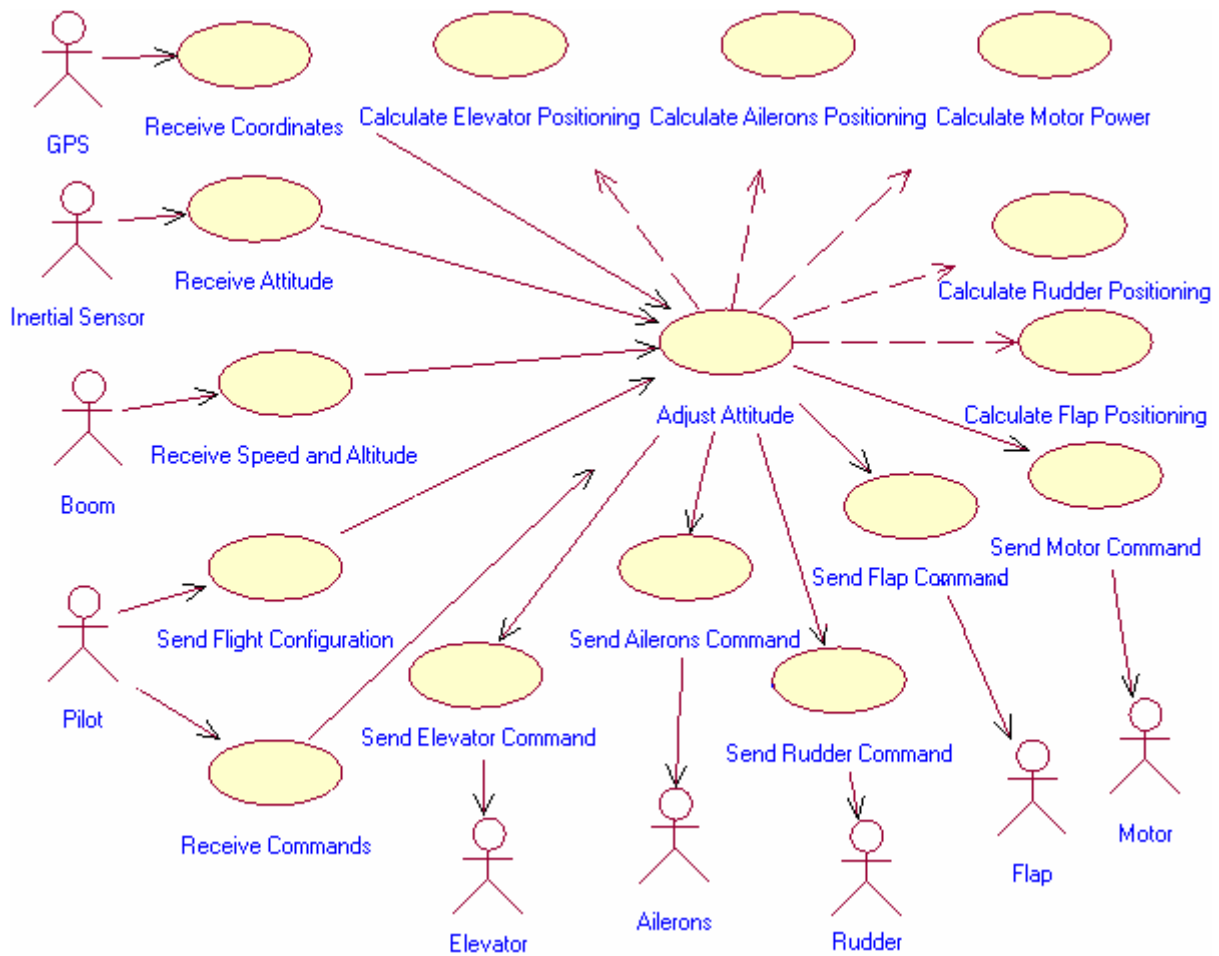 Calculate Elevator Positioning
Calculate Ailerons Positioning
Calculate Motor Power
Receive Coordinates
GPS
Receive Attitude
Calculate Rudder Positioning
Inertial Sensor
Adjust Attitude
Calculate Flap Positioning
Receive Speed and Altitude
Boom
Send Motor Command
Send Flap Command
Send Flight Configuration
Send Ailerons Command
Pilot
Send Elevator Command
Send Rudder Command
Receive Commands
Motor
Flap
Ailerons
Elevator
Rudder